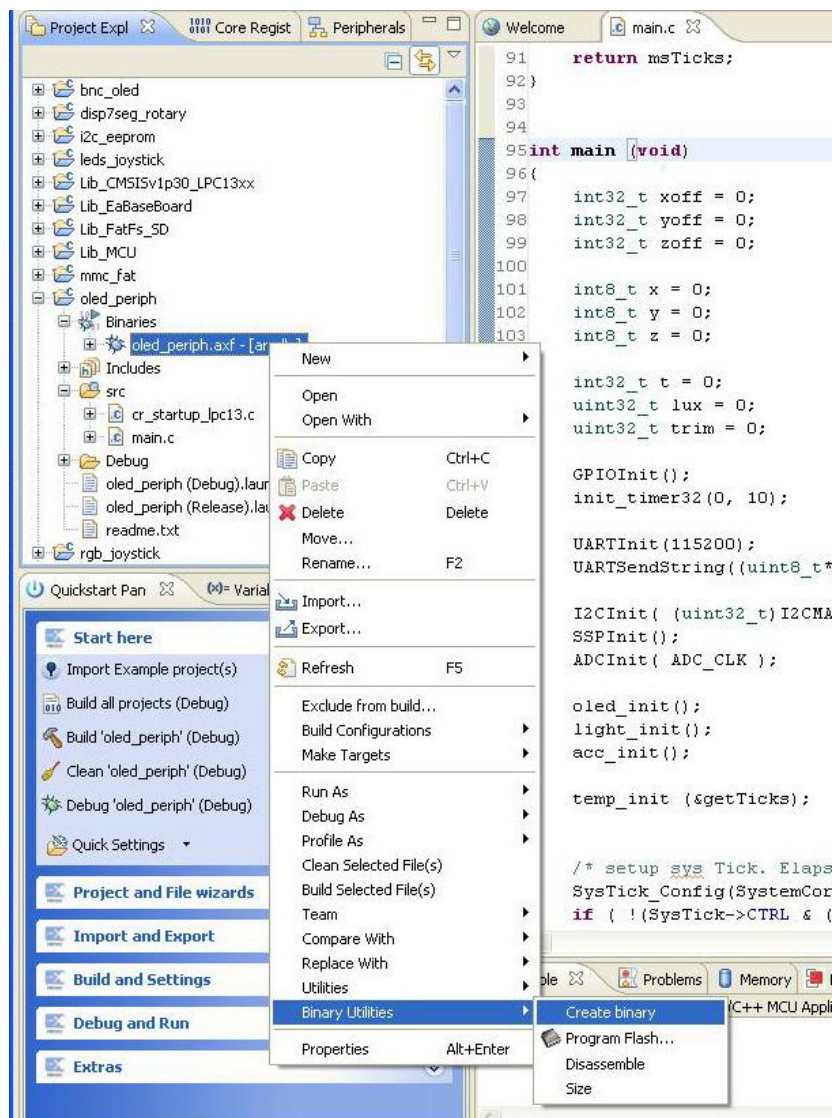 Project Expl
Core Regist
Peripherals
bnc_oled
disp7seg_rotary
i2c_eeprom
leds_joystick
Lib_CMSISv1p30_LPC13xx
Lib_EaBaseBoard
Lib_FatFs_SD
Lib_MCU
mmc_fat
oled_periph
Binaries
oled_periph.axf - [ar
Includes
src
cr_startup_lpc13.c
main.c
Debug
oled_periph (Debug).laun
oled_periph (Release).la
readme.txt
rgb_joystick
Quickstart Pan
(x)= Varial
Start here
Import Example project(s)
Build all projects (Debug)
Build 'oled_periph' (Debug)
Clean 'oled_periph' (Debug)
Debug 'oled_periph' (Debug)
Quick Settings
Project and File wizards
Import and Export
Build and Settings
Debug and Run
Extras
New
Open
Open With
Copy Ctrl+C
Paste Ctrl+V
Delete Delete
Move...
Rename... F2
Import...
Export...
Refresh F5
Exclude from build...
Build Configurations
Make Targets
Run As
Debug As
Profile As
Clean Selected File(s)
Build Selected File(s)
Team
Compare With
Replace With
Utilities
Binary Utilities
Properties Alt+Enter
Create binary
Program Flash...
Disassemble
Size
Welcome
main.c
91 return msTicks;
92 }
93
94
95 int main (void)
96 {
97 int32_t xoff = 0;
98 int32_t yoff = 0;
99 int32_t zoff = 0;
100
101 int8_t x = 0;
102 int8_t y = 0;
103 int8_t z = 0;
int32_t t = 0;
uint32_t lux = 0;
uint32_t trim = 0;
GPIOInit();
init_timer32(0, 10);
UARTInit(115200);
UARTSendString((uint8_t*
I2CInit( (uint32_t)I2CMA
SSPInit();
ADCInit( ADC_CLK );
oled_init();
light_init();
acc_init();
temp_init (&getTicks);
/* setup sys Tick. Elaps
SysTick_Config(SystemCor
if ( !(SysTick->CTRL & (
ole
Problems
Memory
/C++ MCU Appli